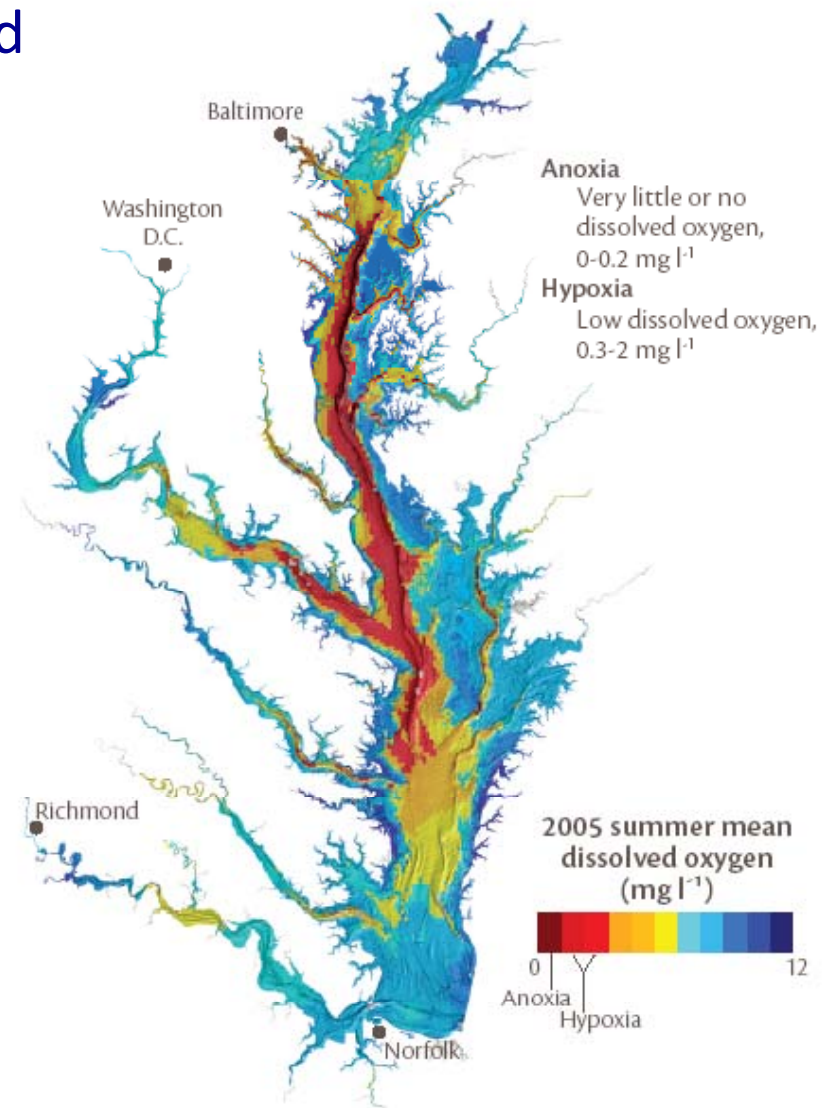 d
Baltimore
Washington
D.C.
Anoxia
Very little or no
dissolved oxygen,
0-0.2 mg l⁻¹
Hypoxia
Low dissolved oxygen,
0.3-2 mg l⁻¹
Richmond
2005 summer mean
dissolved oxygen
(mg l⁻¹)
0
12
Anoxia
Hypoxia
Norfolk